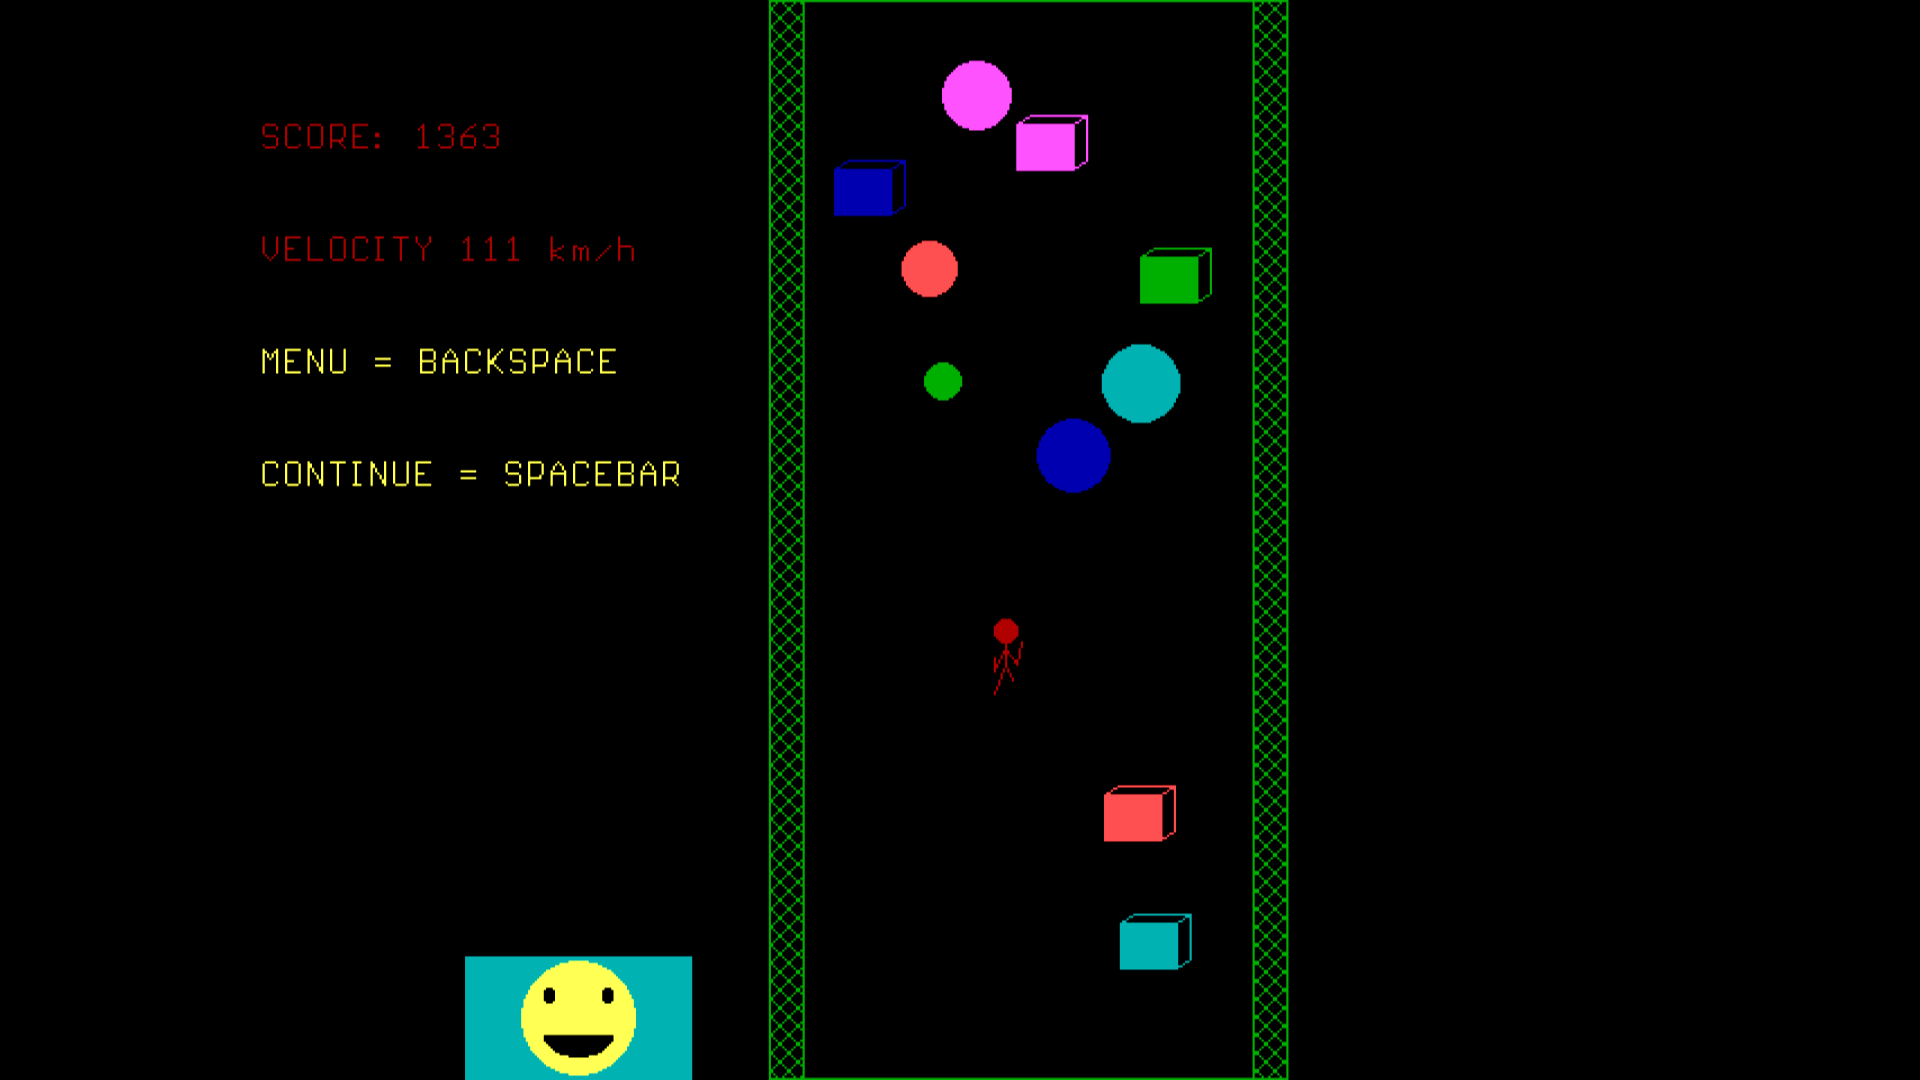 SCORE: 1363
VELOCITY 111 km/h
MENU = BACKSPACE
CONTINUE = SPACEBAR